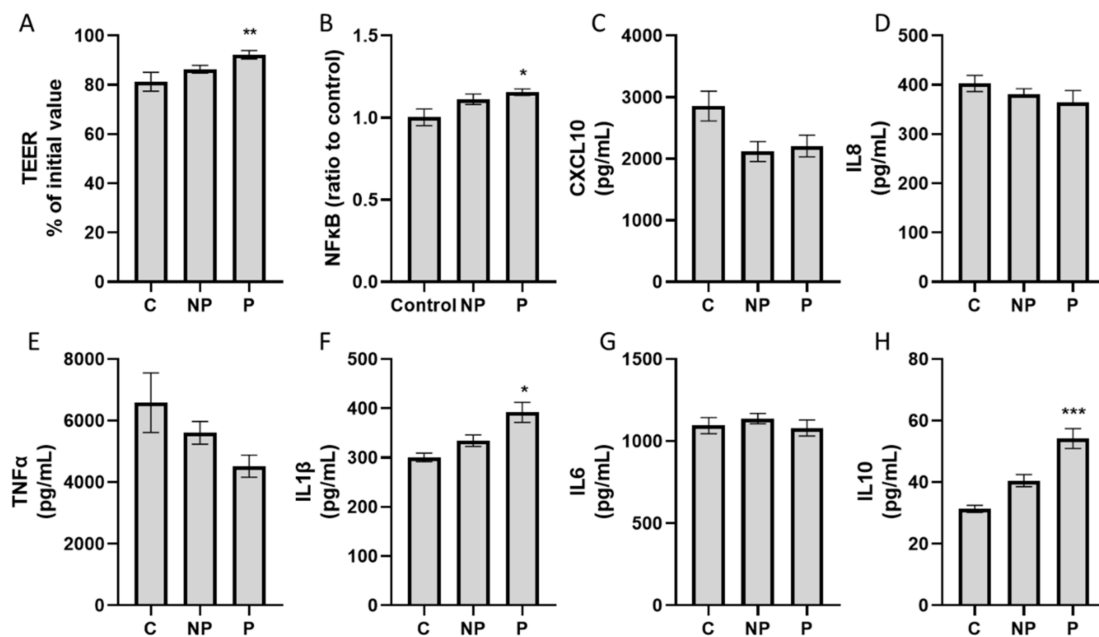 A
TEER
% of initial value
100
80
60
40
20
0
**
C NP P
B
NFκB (ratio to control)
1.5
1.0
0.5
0.0
*
Control NP P
C
CXCL10
(pg/mL)
4000
3000
2000
1000
0
C NP P
D
IL8
(pg/mL)
500
400
300
200
100
0
C NP P
E
TNFα
(pg/mL)
8000
6000
4000
2000
0
C NP P
F
IL1β
(pg/mL)
500
400
300
200
100
0
*
C NP P
G
IL6
(pg/mL)
1500
1000
500
0
C NP P
H
IL10
(pg/mL)
80
60
40
20
0
***
C NP P